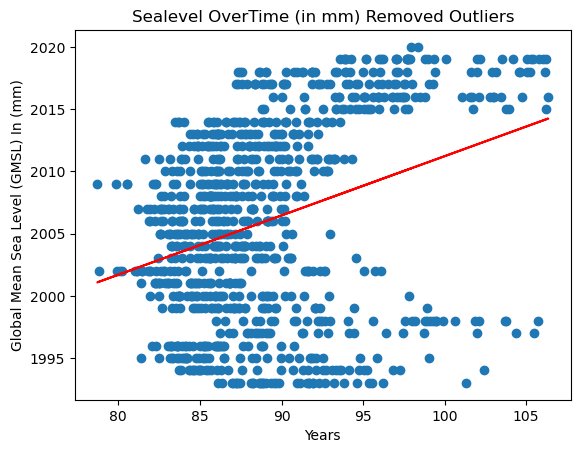 Sealevel OverTime (in mm) Removed Outliers
Global Mean Sea Level (GMSL) In (mm)
2020
2015
2010
2005
2000
1995
80 85 90 95 100 105
Years